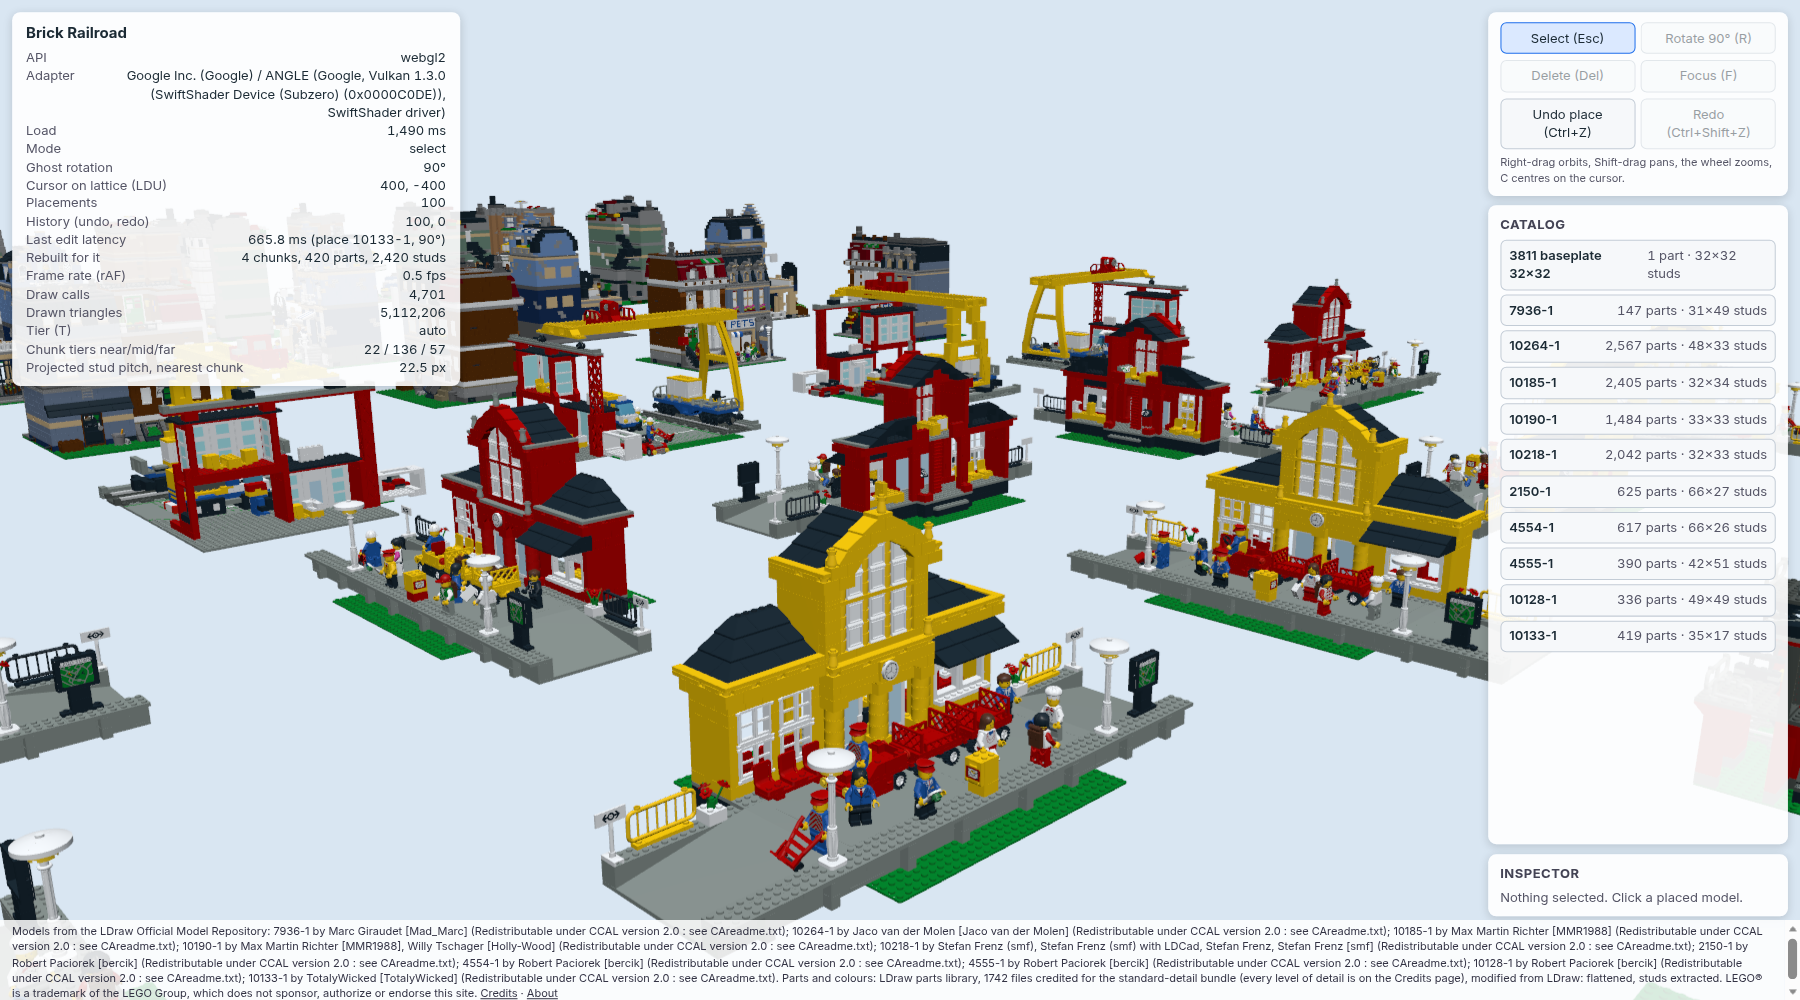 Brick Railroad
API webgl2
Adapter Google Inc. (Google) / ANGLE (Google, Vulkan 1.3.0
(SwiftShader Device (Subzero) (0x0000C0DE)),
SwiftShader driver)
Load 1,490 ms
Mode select
Ghost rotation 90°
Cursor on lattice (LDU) 400, -400
Placements 100
History (undo, redo) 100, 0
Last edit latency 665.8 ms (place 10133-1, 90°)
Rebuilt for it 4 chunks, 420 parts, 2,420 studs
Frame rate (rAF) 0.5 fps
Draw calls 4,701
Drawn triangles 5,112,206
Tier (T) auto
Chunk tiers near/mid/far 22 / 136 / 57
Projected stud pitch, nearest chunk 22.5 px
PETS
Select (Esc) Rotate 90° (R)
Delete (Del) Focus (F)
Undo place Redo
(Ctrl+Z) (Ctrl+Shift+Z)
Right-drag orbits, Shift-drag pans, the wheel zooms,
C centres on the cursor.
CATALOG
3811 baseplate 1 part · 32×32
32×32 studs
7936-1 147 parts · 31×49 studs
10264-1 2,567 parts · 48×33 studs
10185-1 2,405 parts · 32×34 studs
10190-1 1,484 parts · 33×33 studs
10218-1 2,042 parts · 32×33 studs
2150-1 625 parts · 66×27 studs
4554-1 617 parts · 66×26 studs
4555-1 390 parts · 42×51 studs
10128-1 336 parts · 49×49 studs
10133-1 419 parts · 35×17 studs
INSPECTOR
Nothing selected. Click a placed model.
Models from the LDraw Official Model Repository: 7936-1 by Marc Giraudet [Mad_Marc] (Redistributable under CCAL version 2.0 : see CAreadme.txt); 10264-1 by Jaco van der Molen [Jaco van der Molen] (Redistributable under CCAL version 2.0 : see CAreadme.txt); 10185-1 by Max Martin Richter [MMR1988] (Redistributable under CCAL
version 2.0 : see CAreadme.txt); 10190-1 by Max Martin Richter [MMR1988], Willy Tschager [Holly-Wood] (Redistributable under CCAL version 2.0 : see CAreadme.txt); 10218-1 by Stefan Frenz (smf), Stefan Frenz (smf) with LDCad, Stefan Frenz, Stefan Frenz [smf] (Redistributable under CCAL version 2.0 : see CAreadme.txt); 2150-1 by
Robert Paciorek [bercik] (Redistributable under CCAL version 2.0 : see CAreadme.txt); 4554-1 by Robert Paciorek [bercik] (Redistributable under CCAL version 2.0 : see CAreadme.txt); 4555-1 by Robert Paciorek [bercik] (Redistributable under CCAL version 2.0 : see CAreadme.txt); 10128-1 by Robert Paciorek [bercik] (Redistributable
under CCAL version 2.0 : see CAreadme.txt); 10133-1 by TotalyWicked [TotalyWicked] (Redistributable under CCAL version 2.0 : see CAreadme.txt). Parts and colours: LDraw parts library, 1742 files credited for the standard-detail bundle (every level of detail is on the Credits page), modified from LDraw: flattened, studs extracted. LEGO®
is a trademark of the LEGO Group, which does not sponsor, authorize or endorse this site. Credits · About